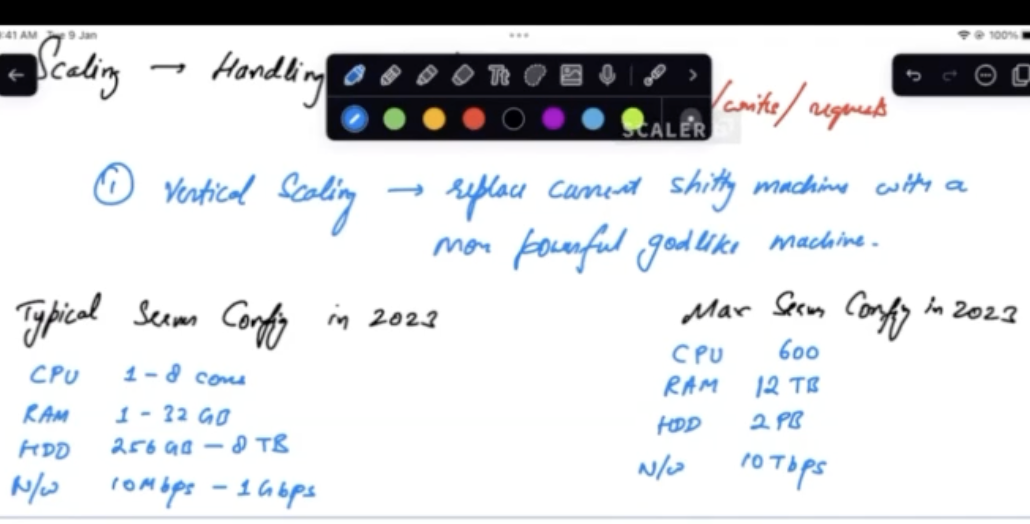 :41 AM Tue 9 Jan
100%
Scaling → Handling
/writes/ requests
SCALER
① Vertical Scaling → replace current shitty machine with a
more powerful godlike machine.
Typical Server Config in 2023
CPU 1 - 8 cores
RAM 1 - 32 GB
HDD 256 GB - 8 TB
N/w 10 Mbps - 1 Gbps
Max Server Config in 2023
CPU 600
RAM 12 TB
HDD 2 PB
N/w 10 Tbps